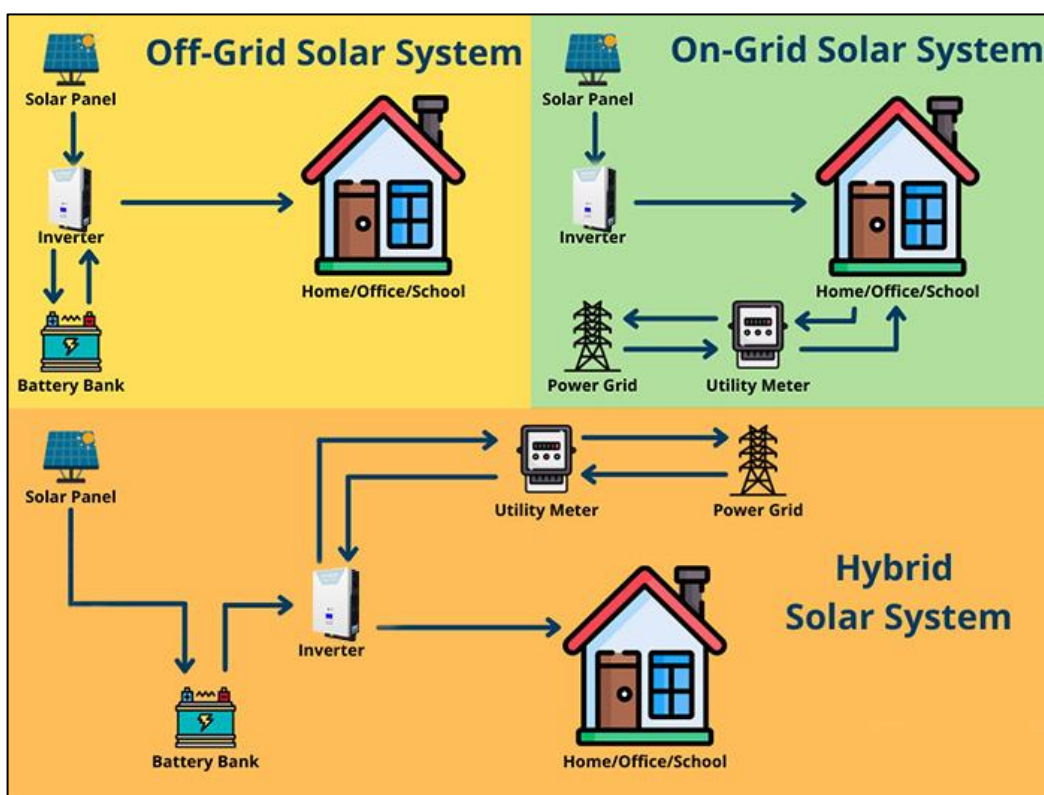 Off-Grid Solar System
Solar Panel
Inverter
Home/Office/School
Battery Bank
On-Grid Solar System
Solar Panel
Inverter
Home/Office/School
Power Grid
Utility Meter
Solar Panel
Utility Meter
Power Grid
Hybrid
Solar System
Inverter
Battery Bank
Home/Office/School